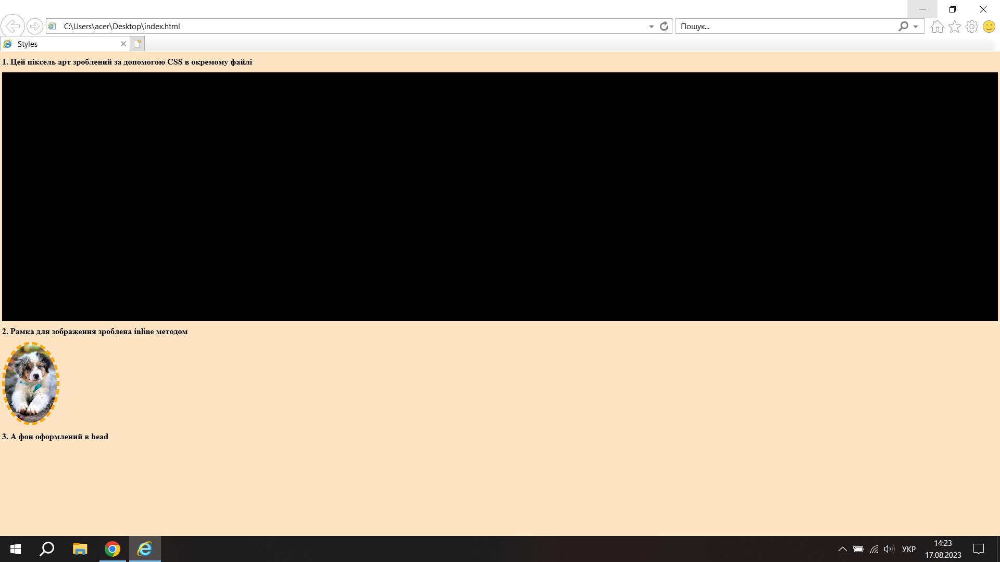 C:\Users\acer\Desktop\index.html
Пошук...
Styles
1. Цей піксель арт зроблений за допомогою CSS в окремому файлі
2. Рамка для зображення зроблена inline методом
3. А фон оформлений в head
УКР
14:23
17.08.2023